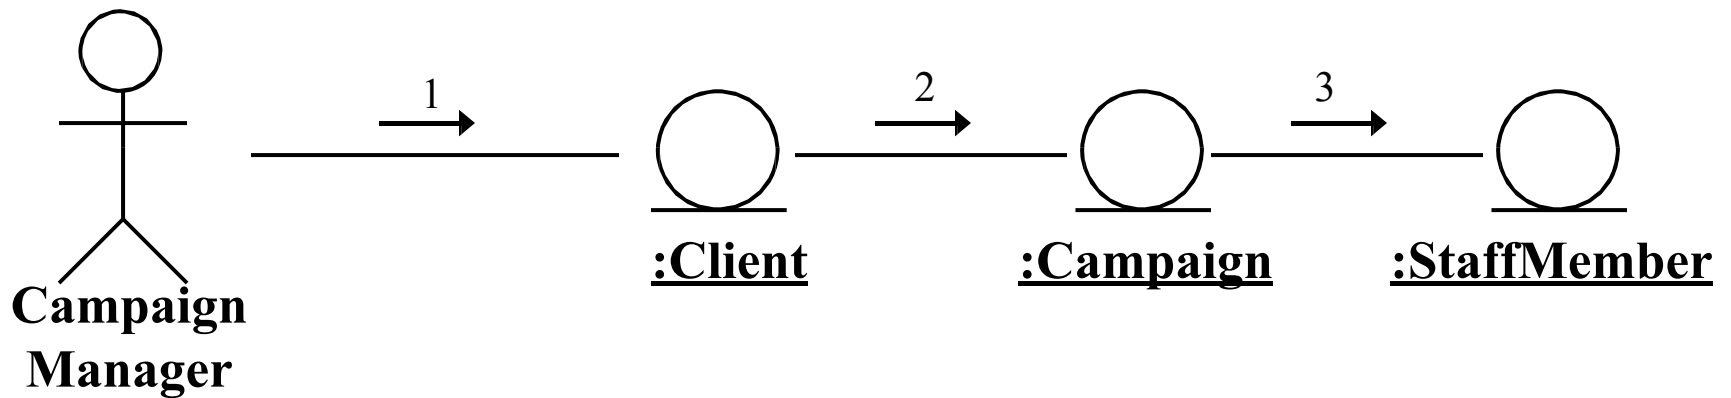 1
2
3
:Client
:Campaign
:StaffMember
Campaign
Manager